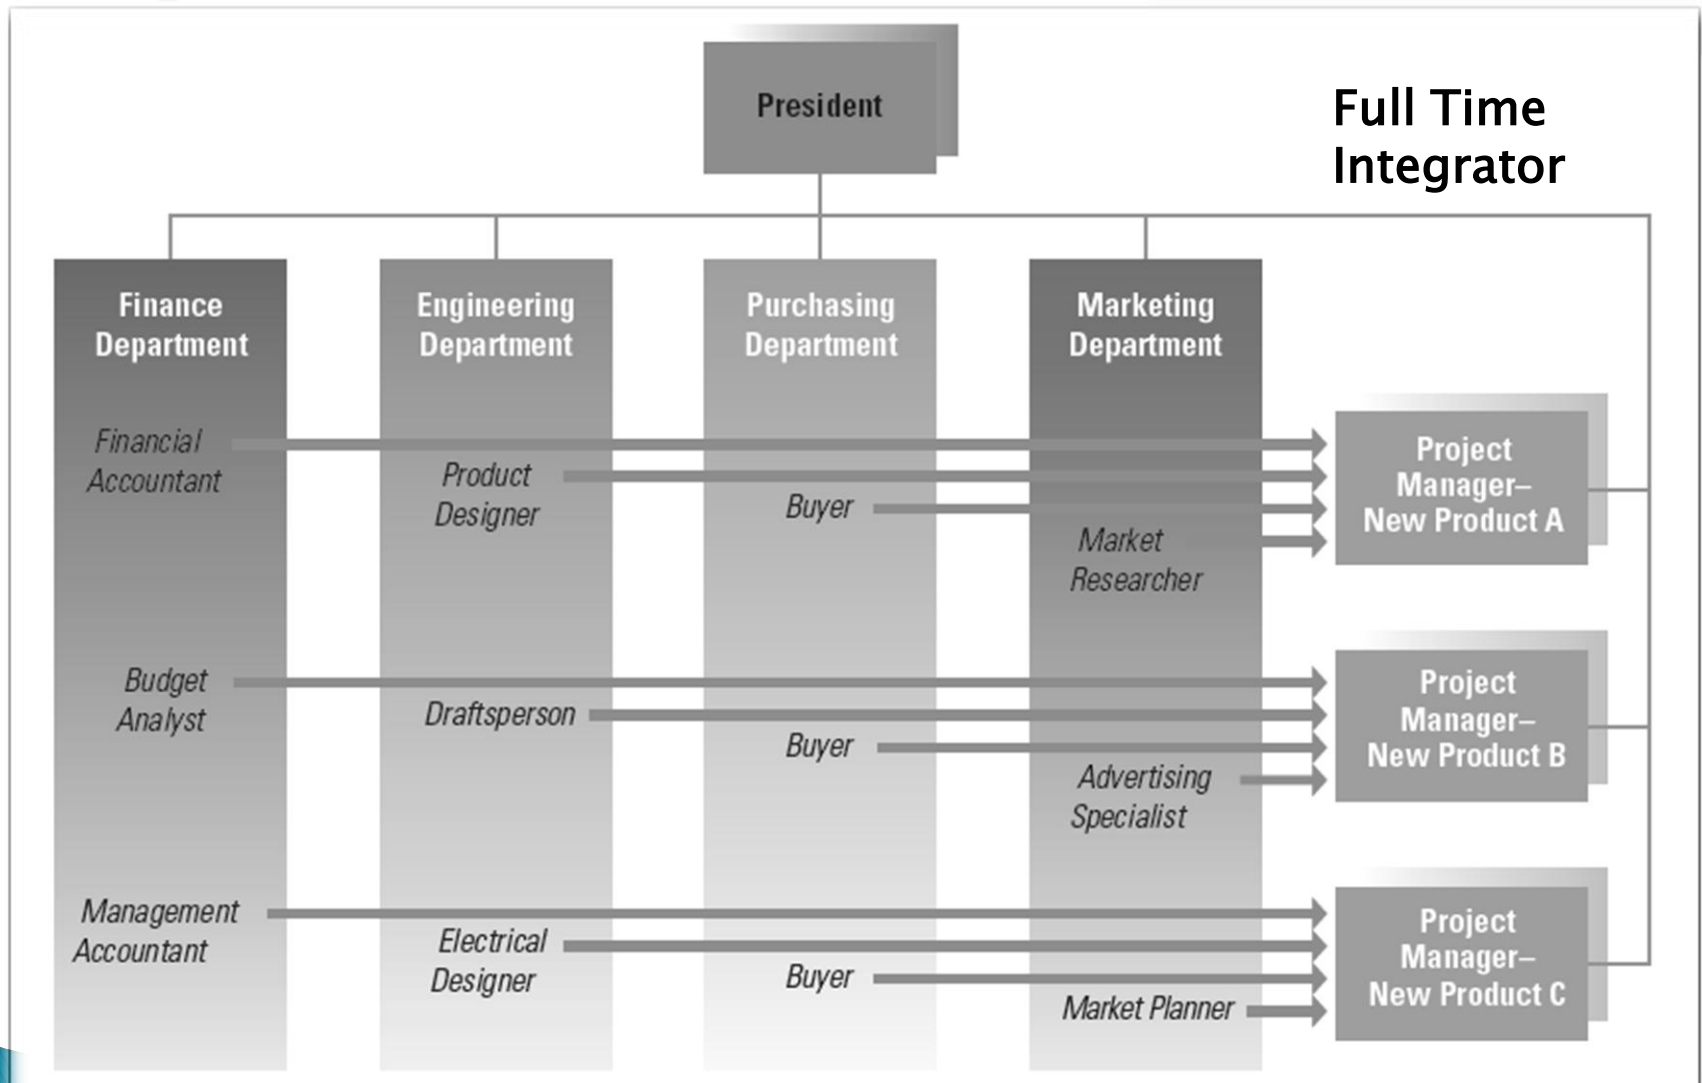 President
Full Time
Integrator
Finance
Department
Engineering
Department
Purchasing
Department
Marketing
Department
Financial
Accountant
Product
Designer
Buyer
Market
Researcher
Project
Manager–
New Product A
Budget
Analyst
Draftsperson
Buyer
Advertising
Specialist
Project
Manager–
New Product B
Management
Accountant
Electrical
Designer
Buyer
Market Planner
Project
Manager–
New Product C